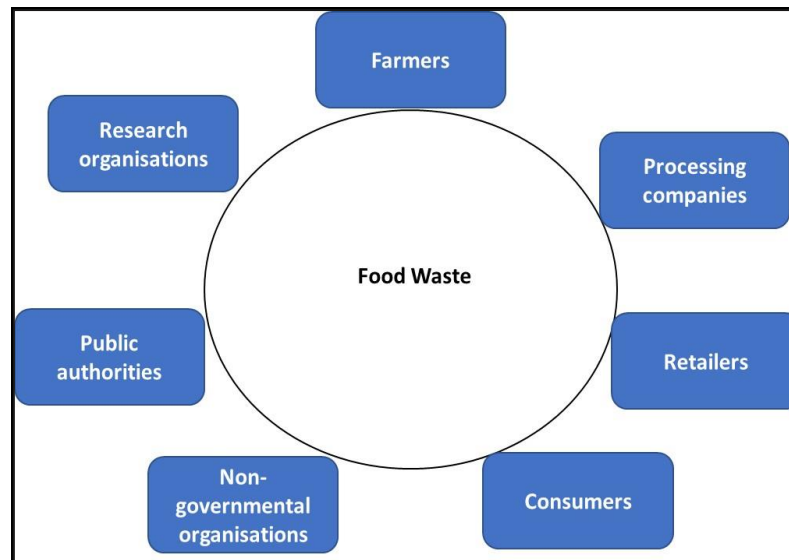 Farmers
Research
organisations
Processing
companies
Food Waste
Public
authorities
Retailers
Non-
governmental
organisations
Consumers